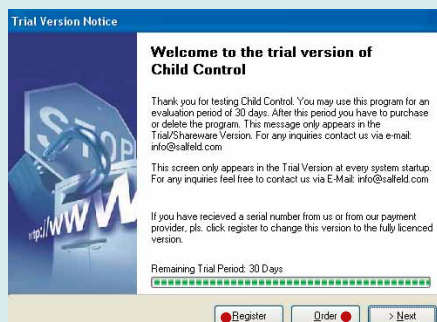 Trial Version Notice
Welcome to the trial version of
Child Control
Thank you for testing Child Control. You may use this program for an
evaluation period of 30 days. After this period you have to purchase
or delete the program. This message only appears in the
Trial/Shareware Version. For any inquiries contact us via e-mail:
info@salfeld.com
This screen only appears in the Trial Version at every system startup.
For any inquiries feel free to contact us via E-Mail: info@salfeld.com
If you have recieved a serial number from us or from our payment
provider, pls. click register to change this version to the fully licenced
version.
Remaining Trial Period: 30 Days
STOP
http://www
Register
Order
> Next